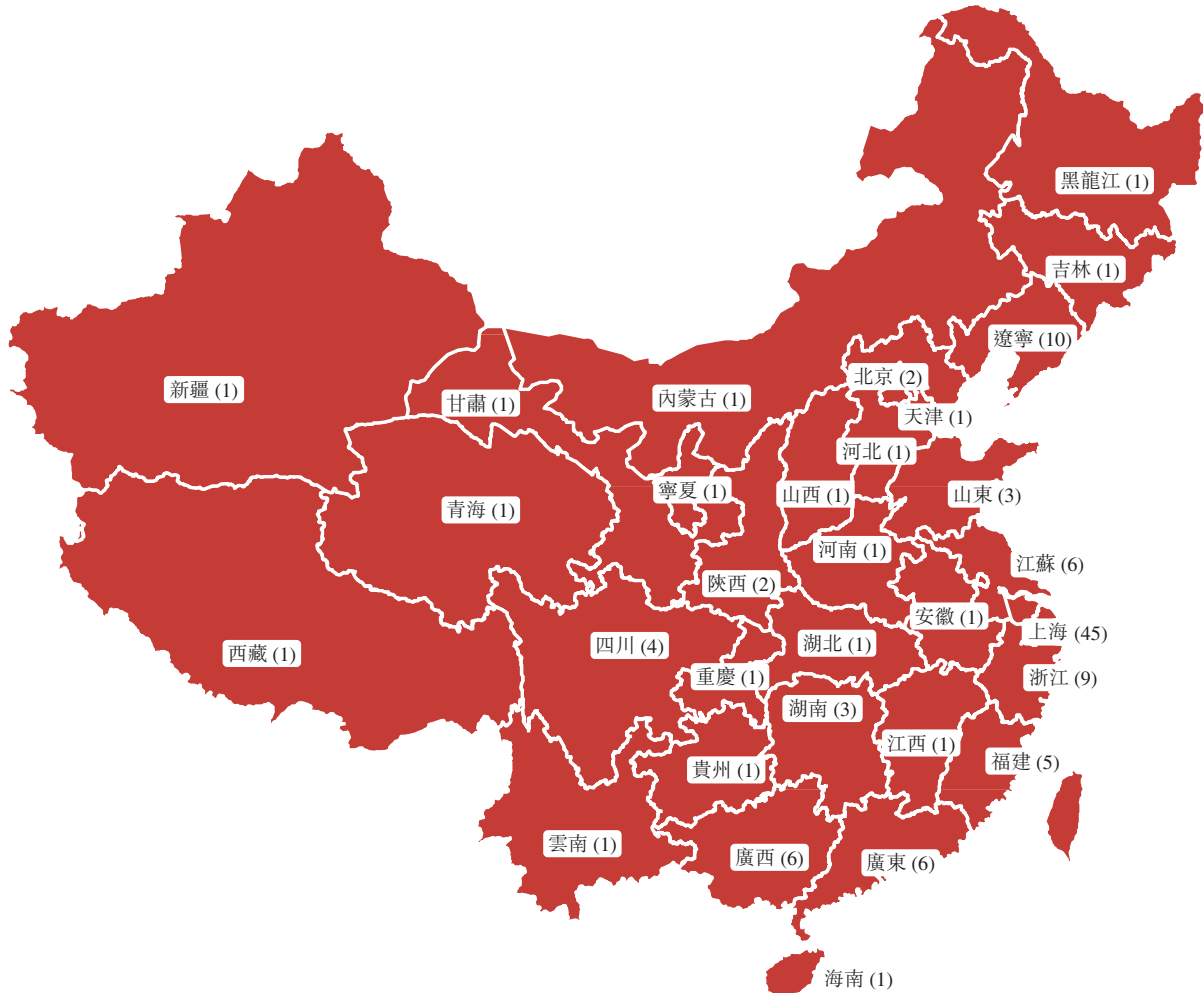 黑龍江 (1)
吉林 (1)
遼寧 (10)
北京 (2)
新疆 (1)
甘肅 (1)
內蒙古 (1)
天津 (1)
河北 (1)
寧夏 (1)
山西 (1)
山東 (3)
青海 (1)
河南 (1)
江蘇 (6)
陝西 (2)
安徽 (1)
上海 (45)
四川 (4)
湖北 (1)
西藏 (1)
重慶 (1)
浙江 (9)
湖南 (3)
江西 (1)
福建 (5)
貴州 (1)
雲南 (1)
廣西 (6)
廣東 (6)
海南 (1)